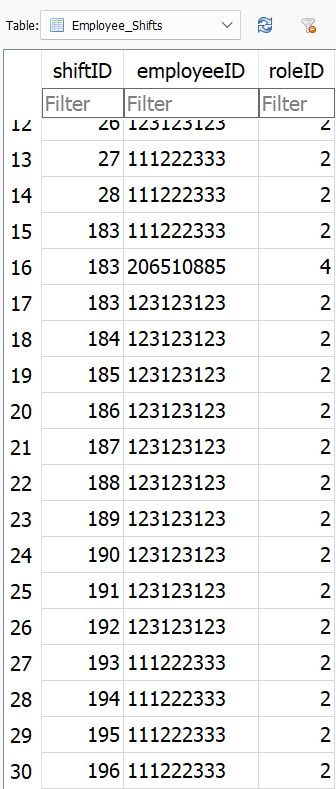 Table: Employee_Shifts
shiftID employeeID roleID
Filter Filter Filter
12 26 123123123 2
13 27 111222333 2
14 28 111222333 2
15 183 111222333 2
16 183 206510885 4
17 183 123123123 2
18 184 123123123 2
19 185 123123123 2
20 186 123123123 2
21 187 123123123 2
22 188 123123123 2
23 189 123123123 2
24 190 123123123 2
25 191 123123123 2
26 192 123123123 2
27 193 111222333 2
28 194 111222333 2
29 195 111222333 2
30 196 111222333 2